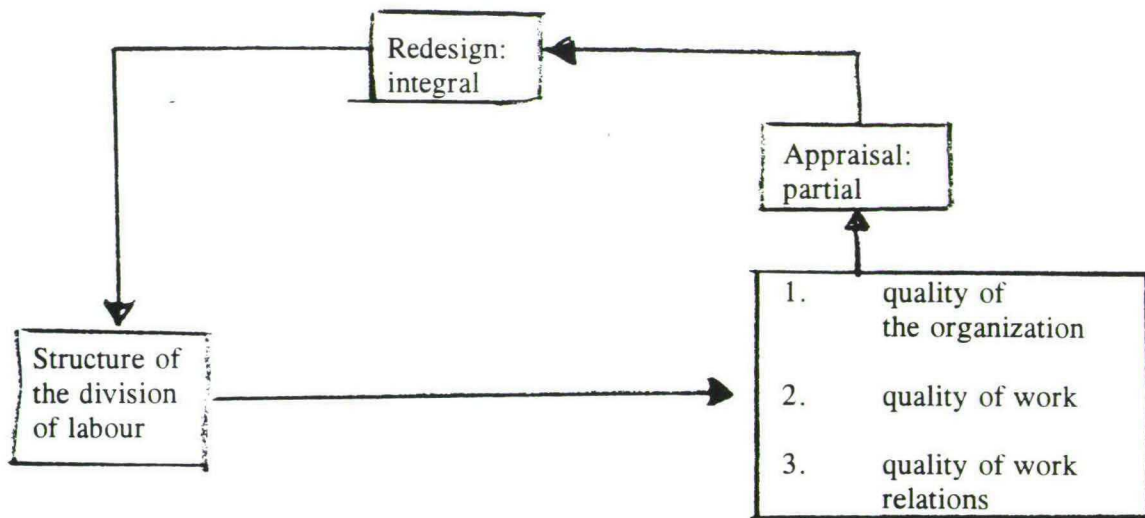 Redesign:
integral
Appraisal:
partial
1. quality of
the organization
Structure of
the division
of labour
2. quality of work
3. quality of work
relations